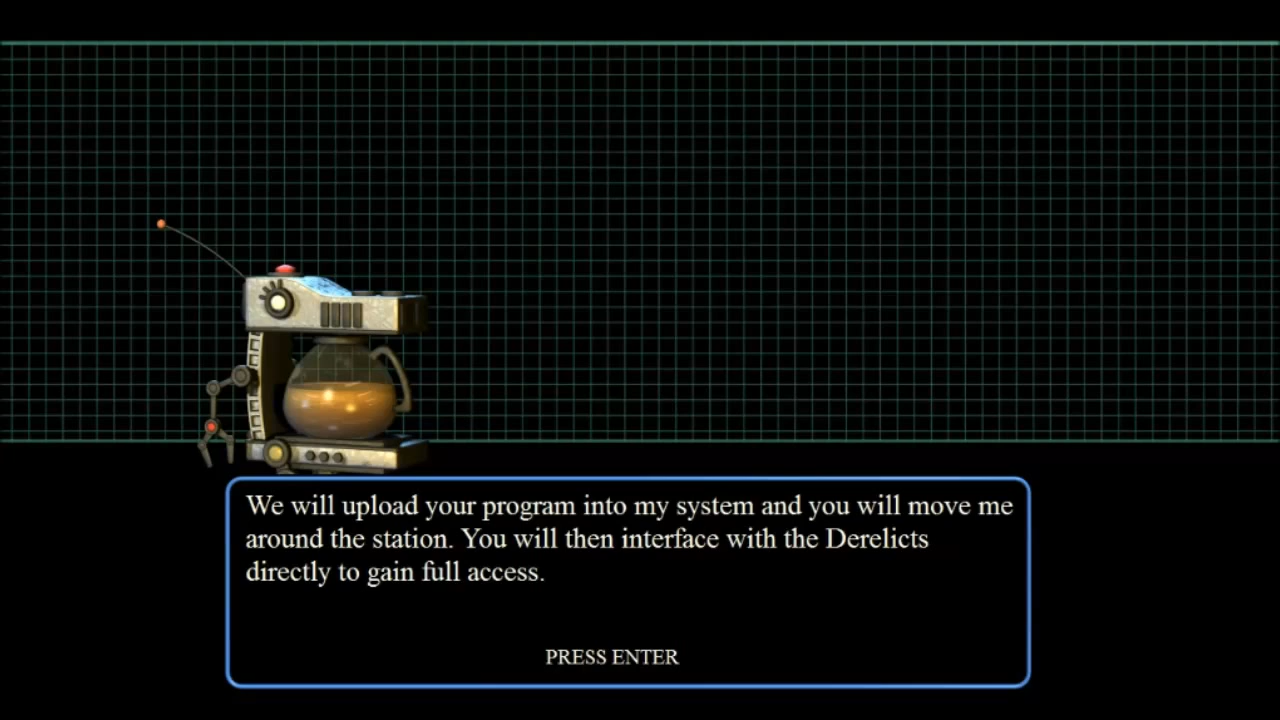 We will upload your program into my system and you will move me
around the station. You will then interface with the Derelicts
directly to gain full access.
PRESS ENTER